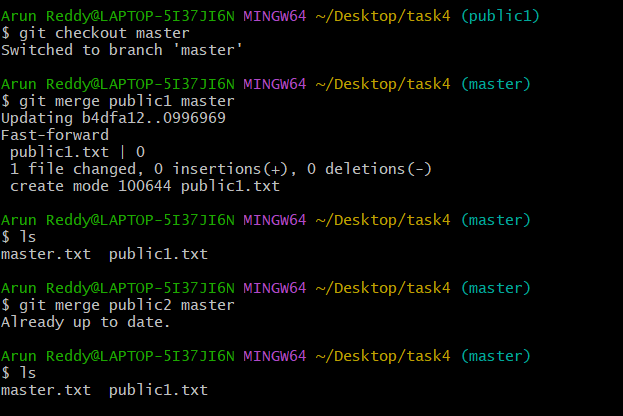 Arun Reddy@LAPTOP-5I37JI6N MINGW64 ~/Desktop/task4 (public1)
$ git checkout master
Switched to branch 'master'
Arun Reddy@LAPTOP-5I37JI6N MINGW64 ~/Desktop/task4 (master)
$ git merge public1 master
Updating b4dfa12..0996969
Fast-forward
 public1.txt | 0
 1 file changed, 0 insertions(+), 0 deletions(-)
 create mode 100644 public1.txt
Arun Reddy@LAPTOP-5I37JI6N MINGW64 ~/Desktop/task4 (master)
$ ls
master.txt  public1.txt
Arun Reddy@LAPTOP-5I37JI6N MINGW64 ~/Desktop/task4 (master)
$ git merge public2 master
Already up to date.
Arun Reddy@LAPTOP-5I37JI6N MINGW64 ~/Desktop/task4 (master)
$ ls
master.txt  public1.txt